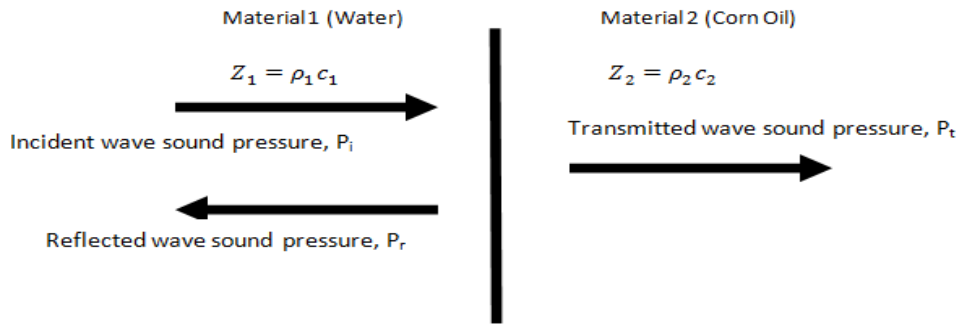 Material 1 (Water)
Material 2 (Corn Oil)
Z₁ = ρ₁c₁
Z₂ = ρ₂c₂
Incident wave sound pressure, Pᵢ
Transmitted wave sound pressure, Pₜ
Reflected wave sound pressure, Pᵣ